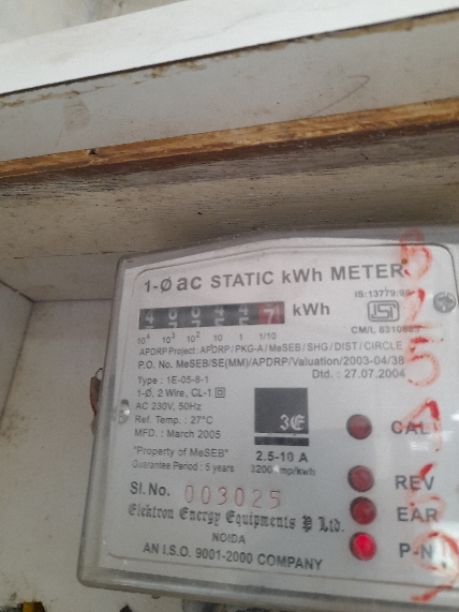 1-Ø ac STATIC kWh METER
IS:13779:99
kWh
10⁴ 10³ 10² 10 1 1/10
CM/L
APDRP Project: APDRP/PKG-A/MeSEB/SHG/DIST/CIRCLE
P.O. No. MeSEB/SE(MM)/APDRP/Valuation/2003-04/38
Dtd. : 27.07.2004
Type : 1E-05-8-1
1-Ø, 2 Wire, CL-1
AC 230V, 50Hz
Ref. Temp. : 27°C
MFD. : March 2005
3E
CAL
"Property of MeSEB"
2.5-10 A
Guarantee Period : 5 years
3200 imp/kwh
REV
Sl. No. 003025
EAR
Elektron Energy Equipments P Ltd.
P-N
NOIDA
AN I.S.O. 9001-2000 COMPANY